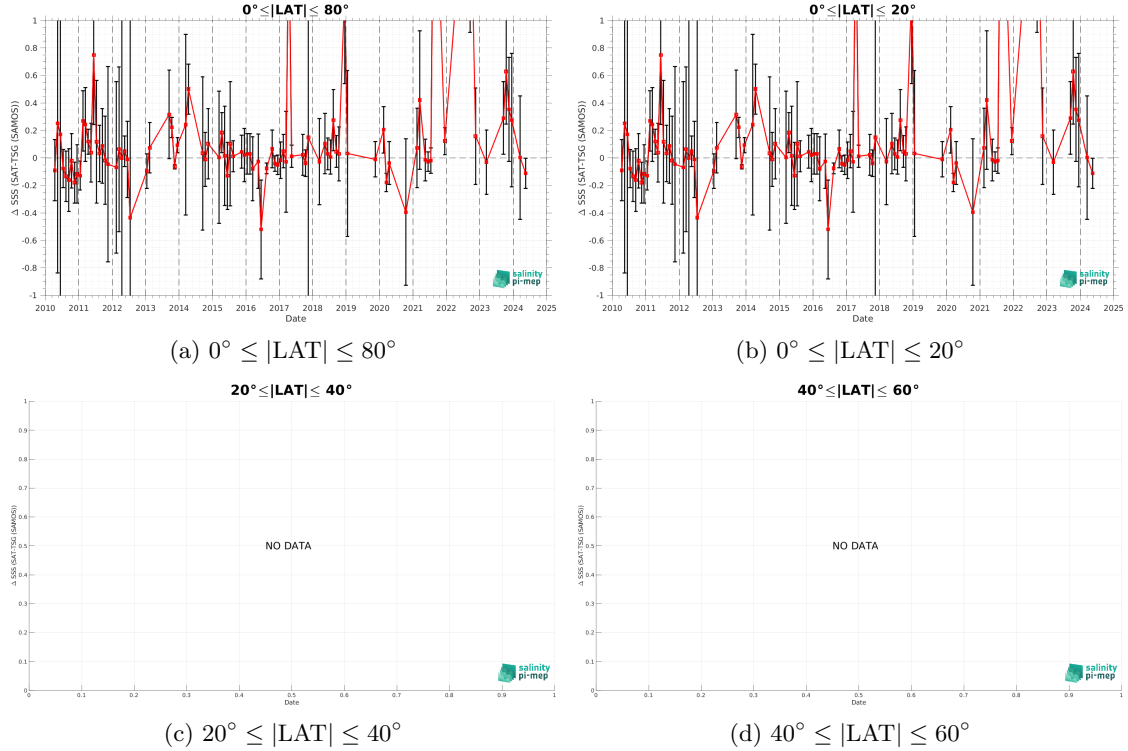 0°≤|LAT|≤ 80°
1
0.8
0.6
0.4
0.2
0
-0.2
-0.4
-0.6
-0.8
-1
Δ SSS (SAT-TSG (SAMOS))
2010 2011 2012 2013 2014 2015 2016 2017 2018 2019 2020 2021 2022 2023 2024 2025
Date
salinity
pi-mep
(a) 0° ≤ |LAT| ≤ 80°
0°≤|LAT|≤ 20°
1
0.8
0.6
0.4
0.2
0
-0.2
-0.4
-0.6
-0.8
-1
Δ SSS (SAT-TSG (SAMOS))
2010 2011 2012 2013 2014 2015 2016 2017 2018 2019 2020 2021 2022 2023 2024 2025
Date
salinity
pi-mep
(b) 0° ≤ |LAT| ≤ 20°
20°≤|LAT|≤ 40°
1
0.9
0.8
0.7
0.6
0.5
0.4
0.3
0.2
0.1
0
Δ SSS (SAT-TSG (SAMOS))
NO DATA
0 0.1 0.2 0.3 0.4 0.5 0.6 0.7 0.8 0.9 1
Date
salinity
pi-mep
(c) 20° ≤ |LAT| ≤ 40°
40°≤|LAT|≤ 60°
1
0.9
0.8
0.7
0.6
0.5
0.4
0.3
0.2
0.1
0
Δ SSS (SAT-TSG (SAMOS))
NO DATA
0 0.1 0.2 0.3 0.4 0.5 0.6 0.7 0.8 0.9 1
Date
salinity
pi-mep
(d) 40° ≤ |LAT| ≤ 60°